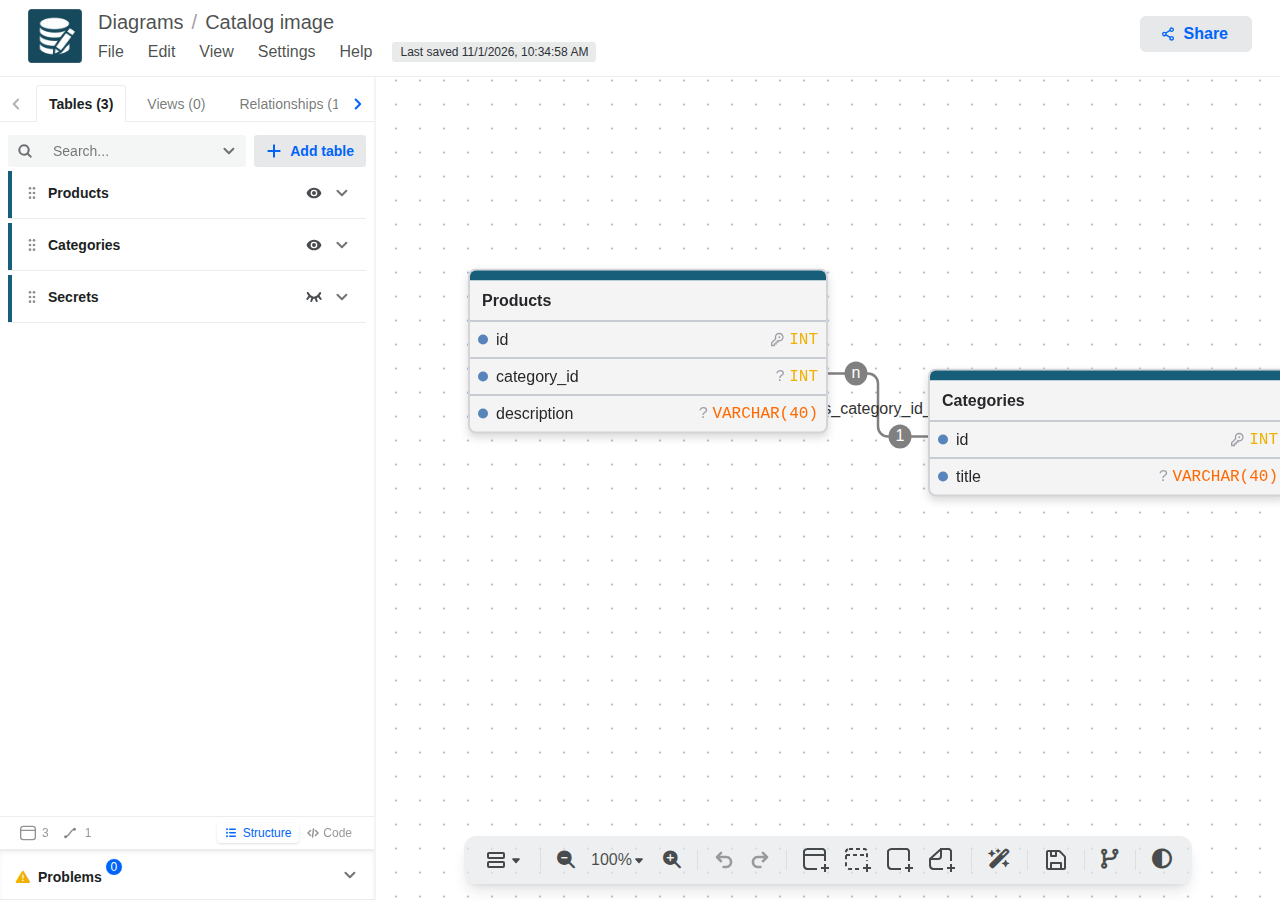 Diagrams / Catalog image
File Edit View Settings Help Last saved 11/1/2026, 10:34:58 AM
Share
Tables (3) Views (0) Relationships (1
Search... Add table
Products
Categories
Secrets
Products
id INT
category_id ? INT
description ? VARCHAR(40)
n
s_category_id_
1
Categories
id INT
title ? VARCHAR(40)
3 1 Structure Code
Problems 0
100%